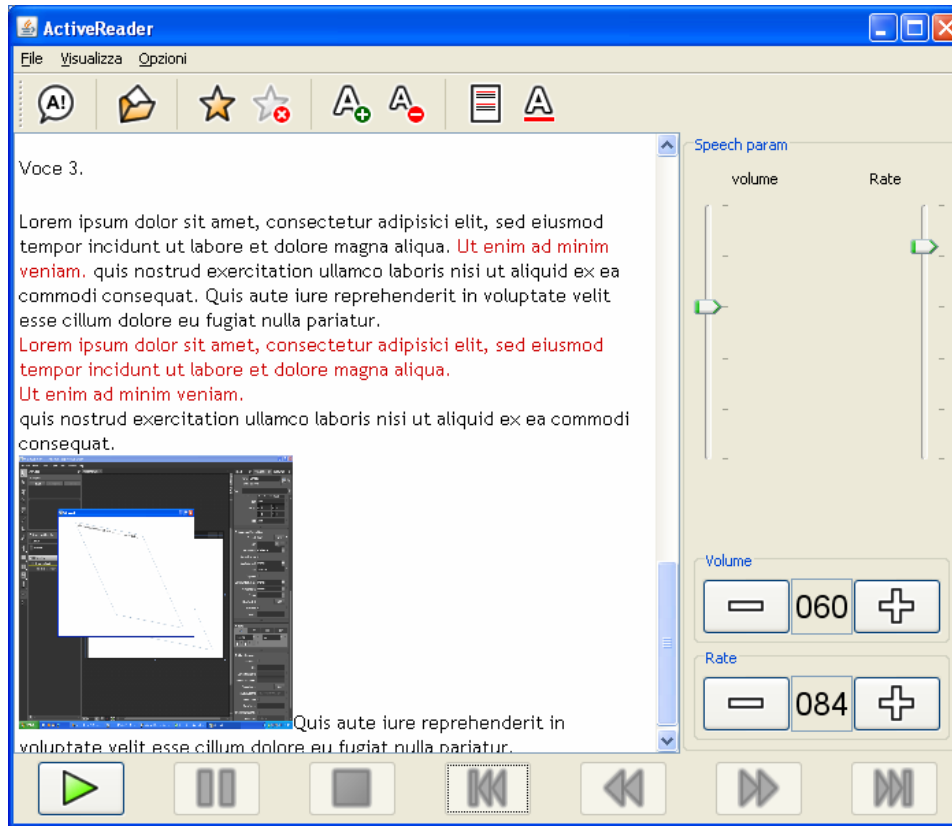 ActiveReader
File Visualizza Opzioni
A!
Voce 3.
Lorem ipsum dolor sit amet, consectetur adipisici elit, sed eiusmod
tempor incidunt ut labore et dolore magna aliqua. Ut enim ad minim
veniam. quis nostrud exercitation ullamco laboris nisi ut aliquid ex ea
commodi consequat. Quis aute iure reprehenderit in voluptate velit
esse cillum dolore eu fugiat nulla pariatur.
Lorem ipsum dolor sit amet, consectetur adipisici elit, sed eiusmod
tempor incidunt ut labore et dolore magna aliqua.
Ut enim ad minim veniam.
quis nostrud exercitation ullamco laboris nisi ut aliquid ex ea commodi
consequat.
Quis aute iure reprehenderit in
voluptate velit esse cillum dolore eu fugiat nulla pariatur.
Speech param
volume Rate
Volume
060
Rate
084